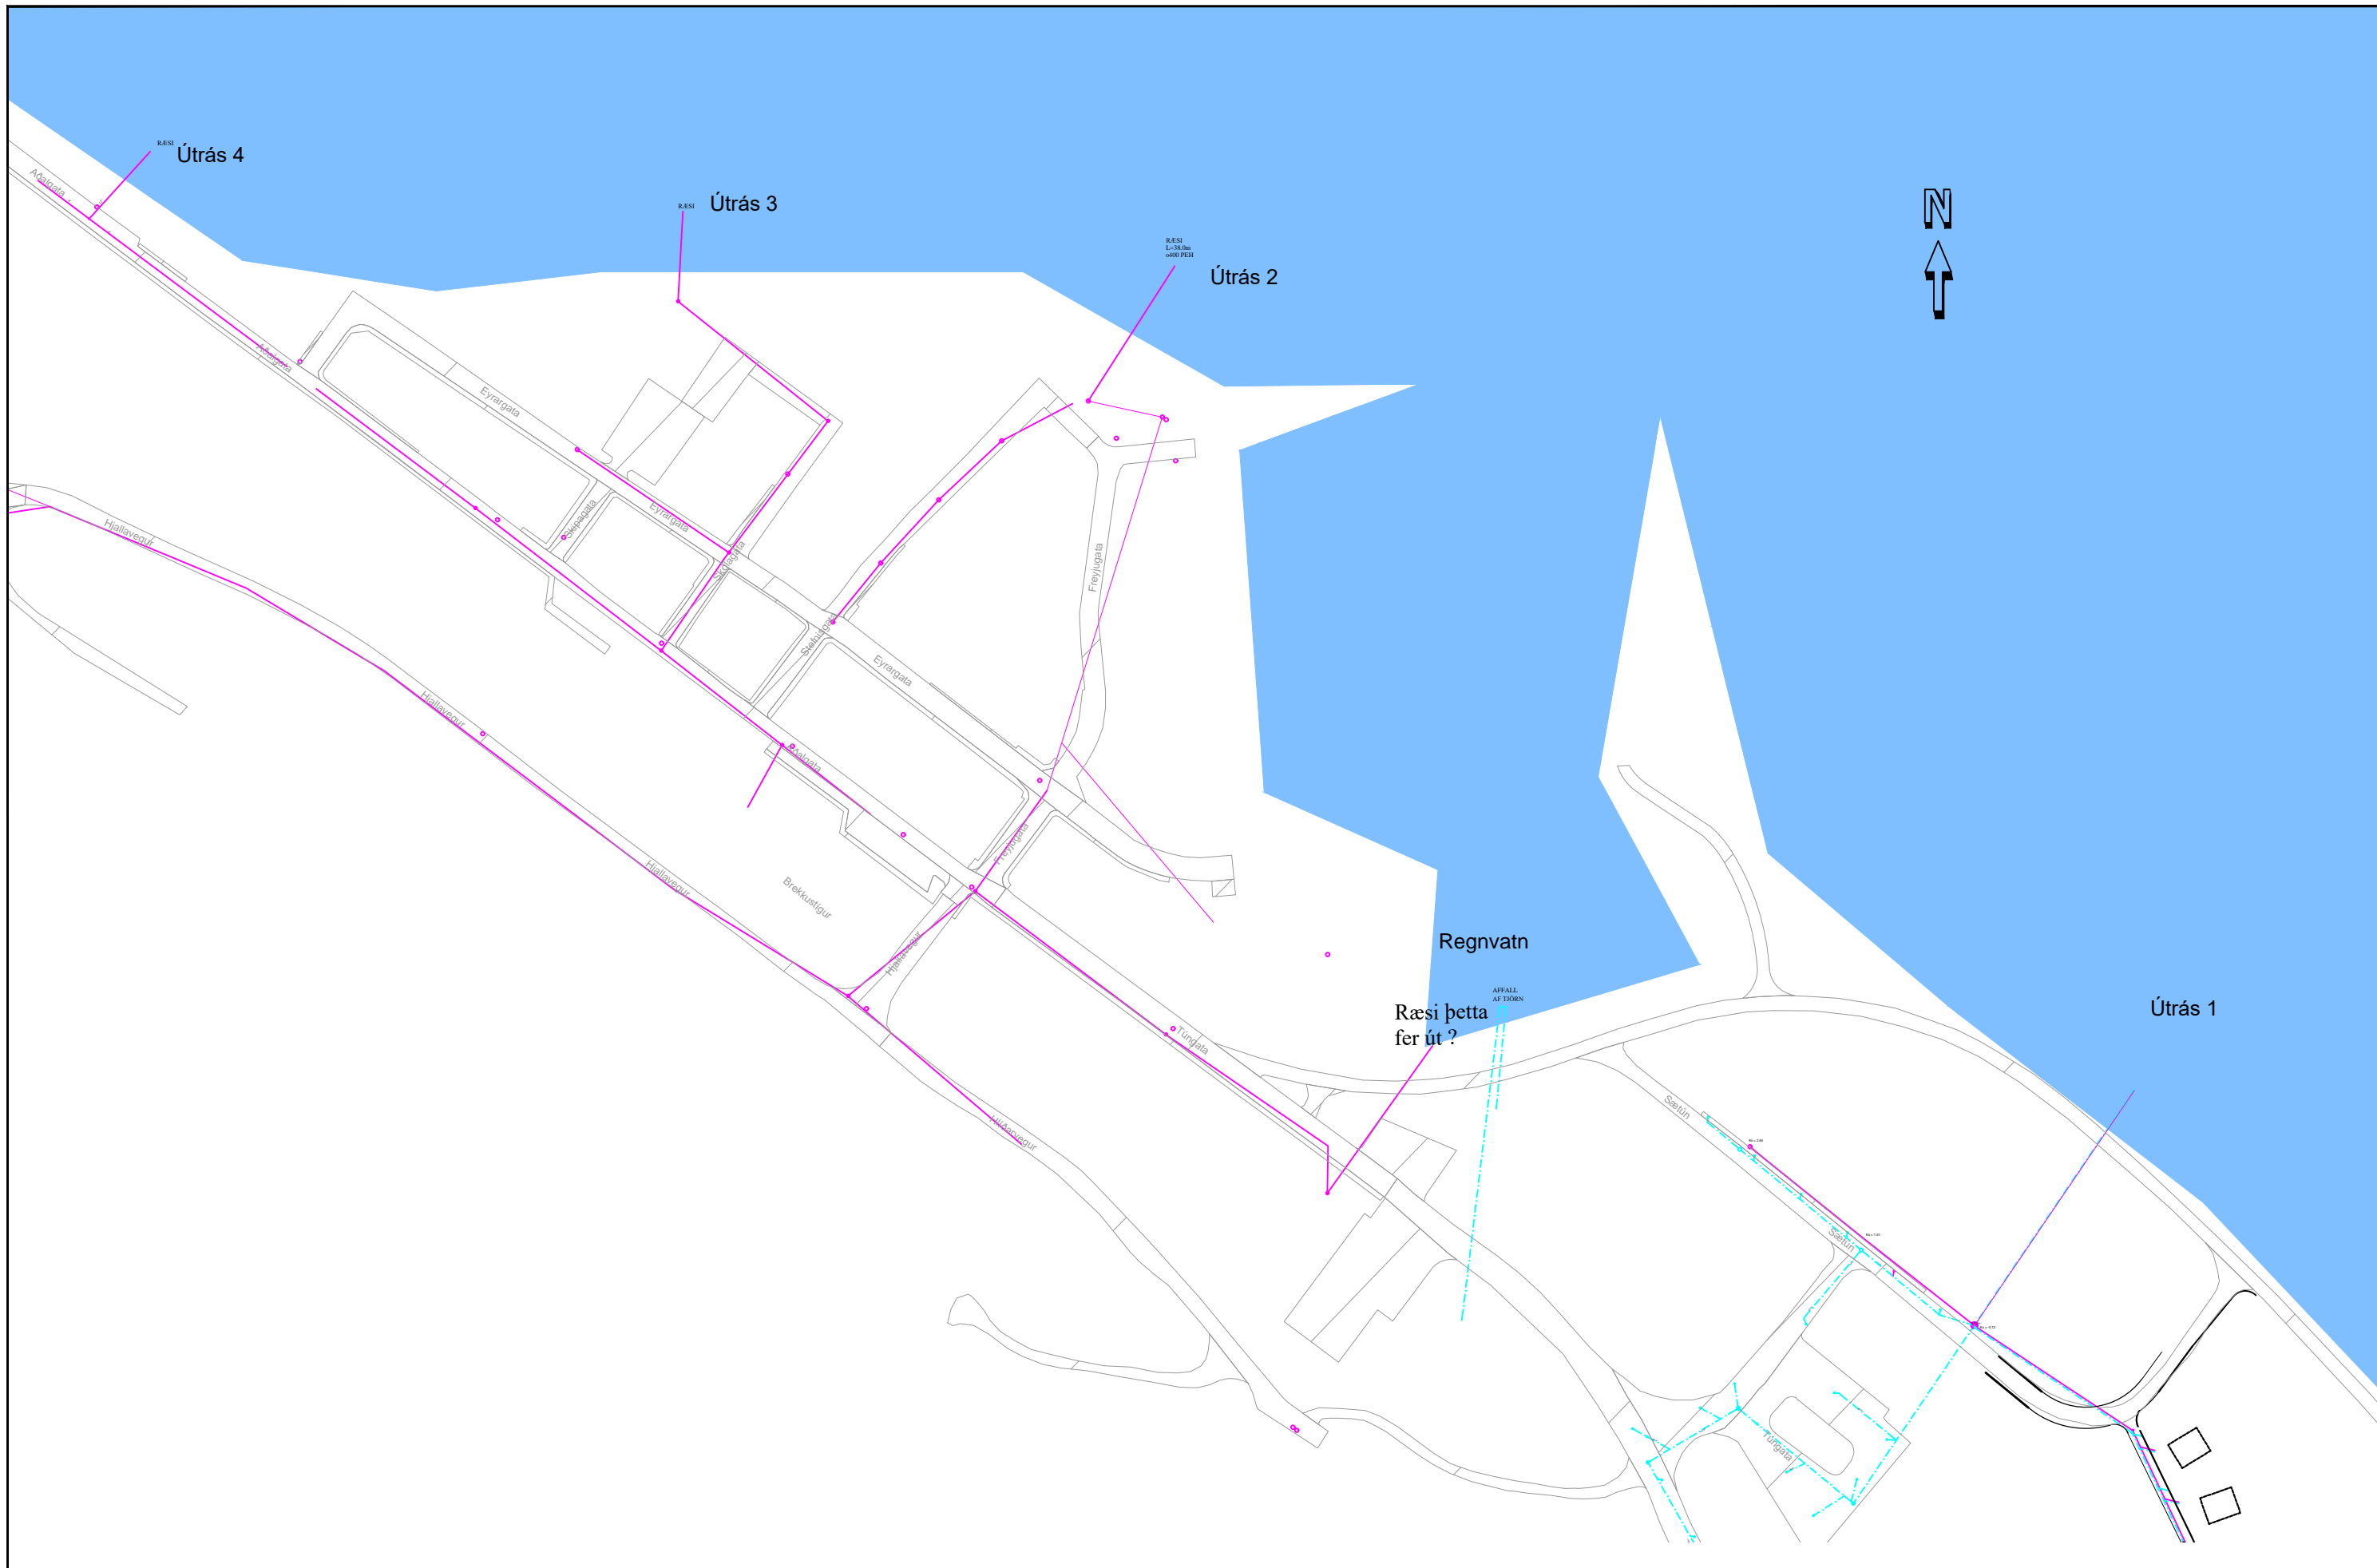 RÆSI
Útrás 4
Aðalgata
RÆSI
Útrás 3
N
RÆSI
L=38.0m
o400 PEH
Útrás 2
Aðalgata
Eyrargata
Skipagata
Eyrargata
Hjallavegur
Skólagata
Freyjugata
Stefnisgata
Eyrargata
Hjallavegur
Aðalgata
Freyjugata
Hjallavegur
Brekkustígur
Hjallavegur
Regnvatn
AFFALL
AF TJÖRN
Ræsi þetta
fer út ?
Útrás 1
Túngata
Hlíðarvegur
Sætún
Sætún
Túngata